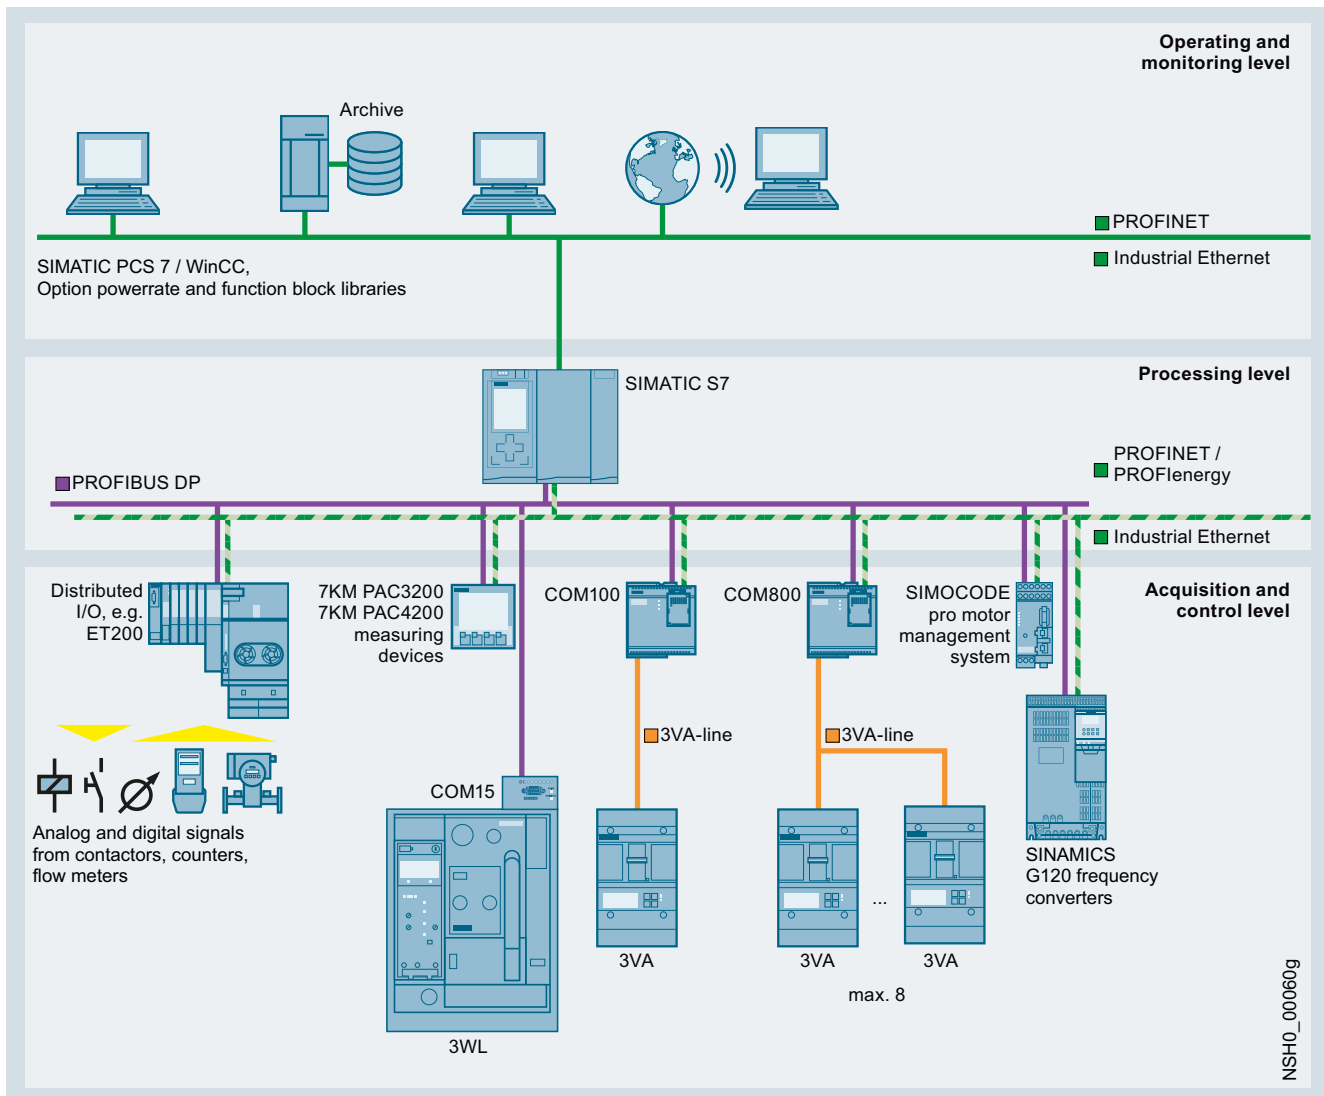 Operating and
monitoring level
Archive
PROFINET
Industrial Ethernet
SIMATIC PCS 7 / WinCC,
Option powerrate and function block libraries
Processing level
SIMATIC S7
PROFINET /
PROFIenergy
PROFIBUS DP
Industrial Ethernet
Acquisition and
control level
Distributed
I/O, e.g.
ET200
7KM PAC3200
7KM PAC4200
measuring
devices
COM100
COM800
SIMOCODE
pro motor
management
system
3VA-line
3VA-line
COM15
Analog and digital signals
from contactors, counters,
flow meters
SINAMICS
G120 frequency
converters
...
3VA
3VA
3VA
max. 8
3WL
NSH0_00060g